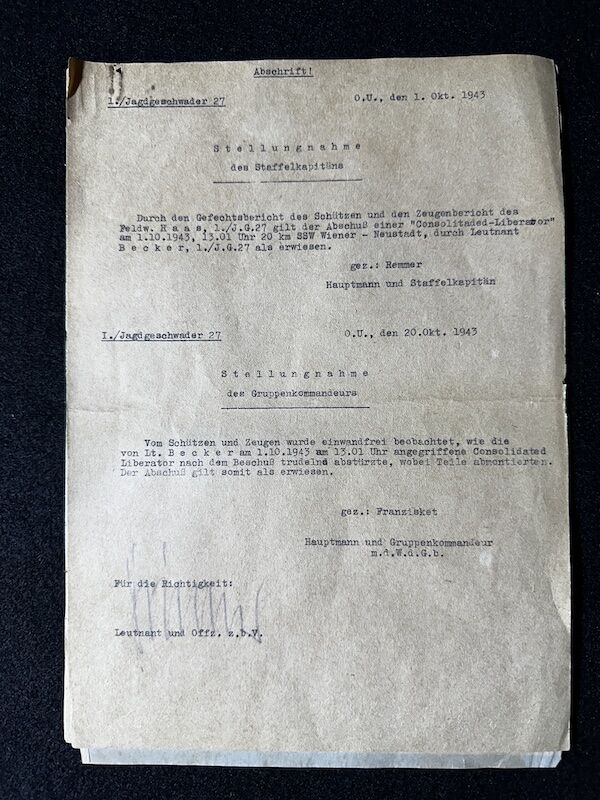 Abschrift!
1./Jagdgeschwader 27
O.U., den 1. Okt. 1943
S t e l l u n g n a h m e
des Staffelkapitäns
Durch den Gefechtsbericht des Schützen und den Zeugenbericht des
Feldw. H a a s, 1./J.G.27 gilt der Abschuß einer "Consolitaded-Liberator"
am 1.10.1943, 13.01 Uhr 20 km SSW Wiener - Neustadt, durch Leutnant
B e c k e r, 1./J.G.27 als erwiesen.
gez.: Remmer
Hauptmann und Staffelkapitän
I./Jagdgeschwader 27
O.U., den 20.Okt. 1943
S t e l l u n g n a h m e
des Gruppenkommandeurs
Vom Schützen und Zeugen wurde einwandfrei beobachtet, wie die
von Lt. B e c k e r am 1.10.1943 am 13.01 Uhr angegriffene Consolidated
Liberator nach dem Beschuß trudelnd abstürzte, wobei Teile abmontierten.
Der Abschuß gilt somit als erwiesen.
gez.: Franzisket
Hauptmann und Gruppenkommandeur
m.d.W.d.G.b.
Für die Richtigkeit:
Leutnant und Offz. z.b.V.